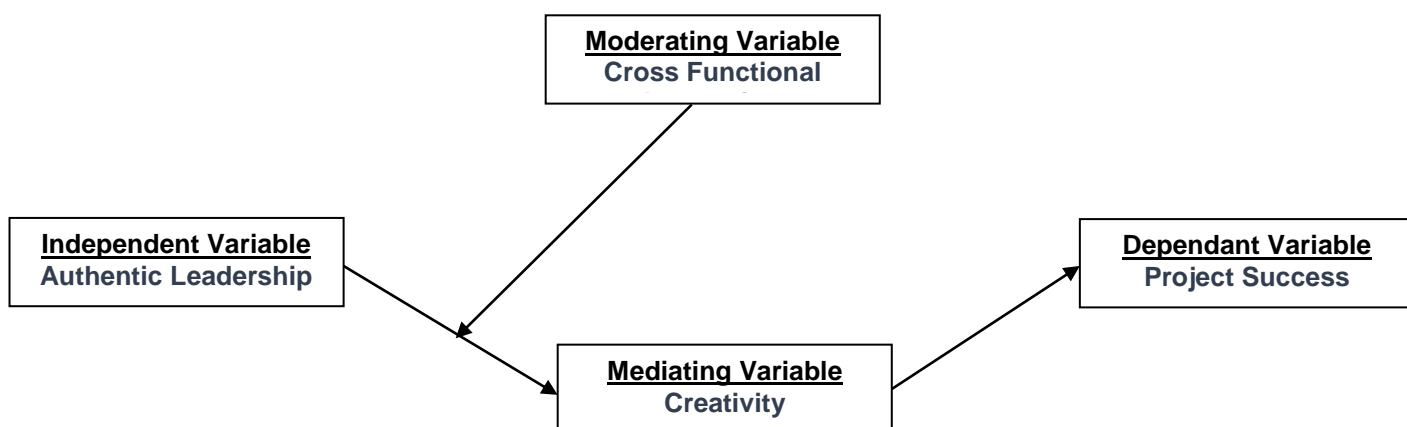 Moderating Variable
Cross Functional
Independent Variable
Authentic Leadership
Dependant Variable
Project Success
Mediating Variable
Creativity